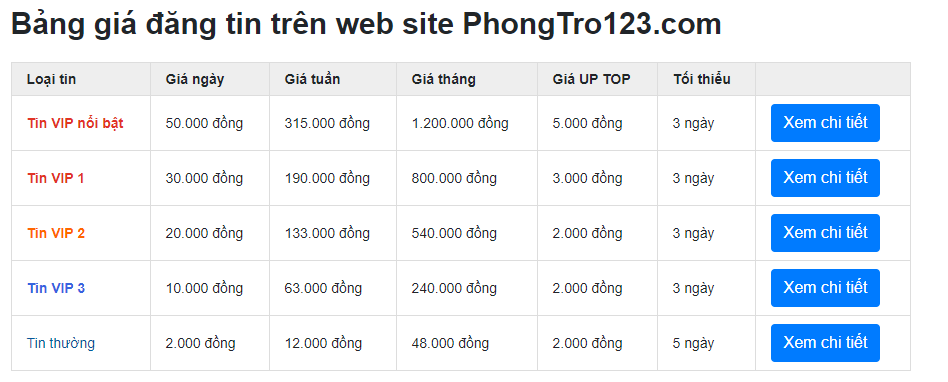 Bảng giá đăng tin trên web site PhongTro123.com
Loại tin Giá ngày Giá tuần Giá tháng Giá UP TOP Tối thiểu
Tin VIP nổi bật 50.000 đồng 315.000 đồng 1.200.000 đồng 5.000 đồng 3 ngày Xem chi tiết
Tin VIP 1 30.000 đồng 190.000 đồng 800.000 đồng 3.000 đồng 3 ngày Xem chi tiết
Tin VIP 2 20.000 đồng 133.000 đồng 540.000 đồng 2.000 đồng 3 ngày Xem chi tiết
Tin VIP 3 10.000 đồng 63.000 đồng 240.000 đồng 2.000 đồng 3 ngày Xem chi tiết
Tin thường 2.000 đồng 12.000 đồng 48.000 đồng 2.000 đồng 5 ngày Xem chi tiết